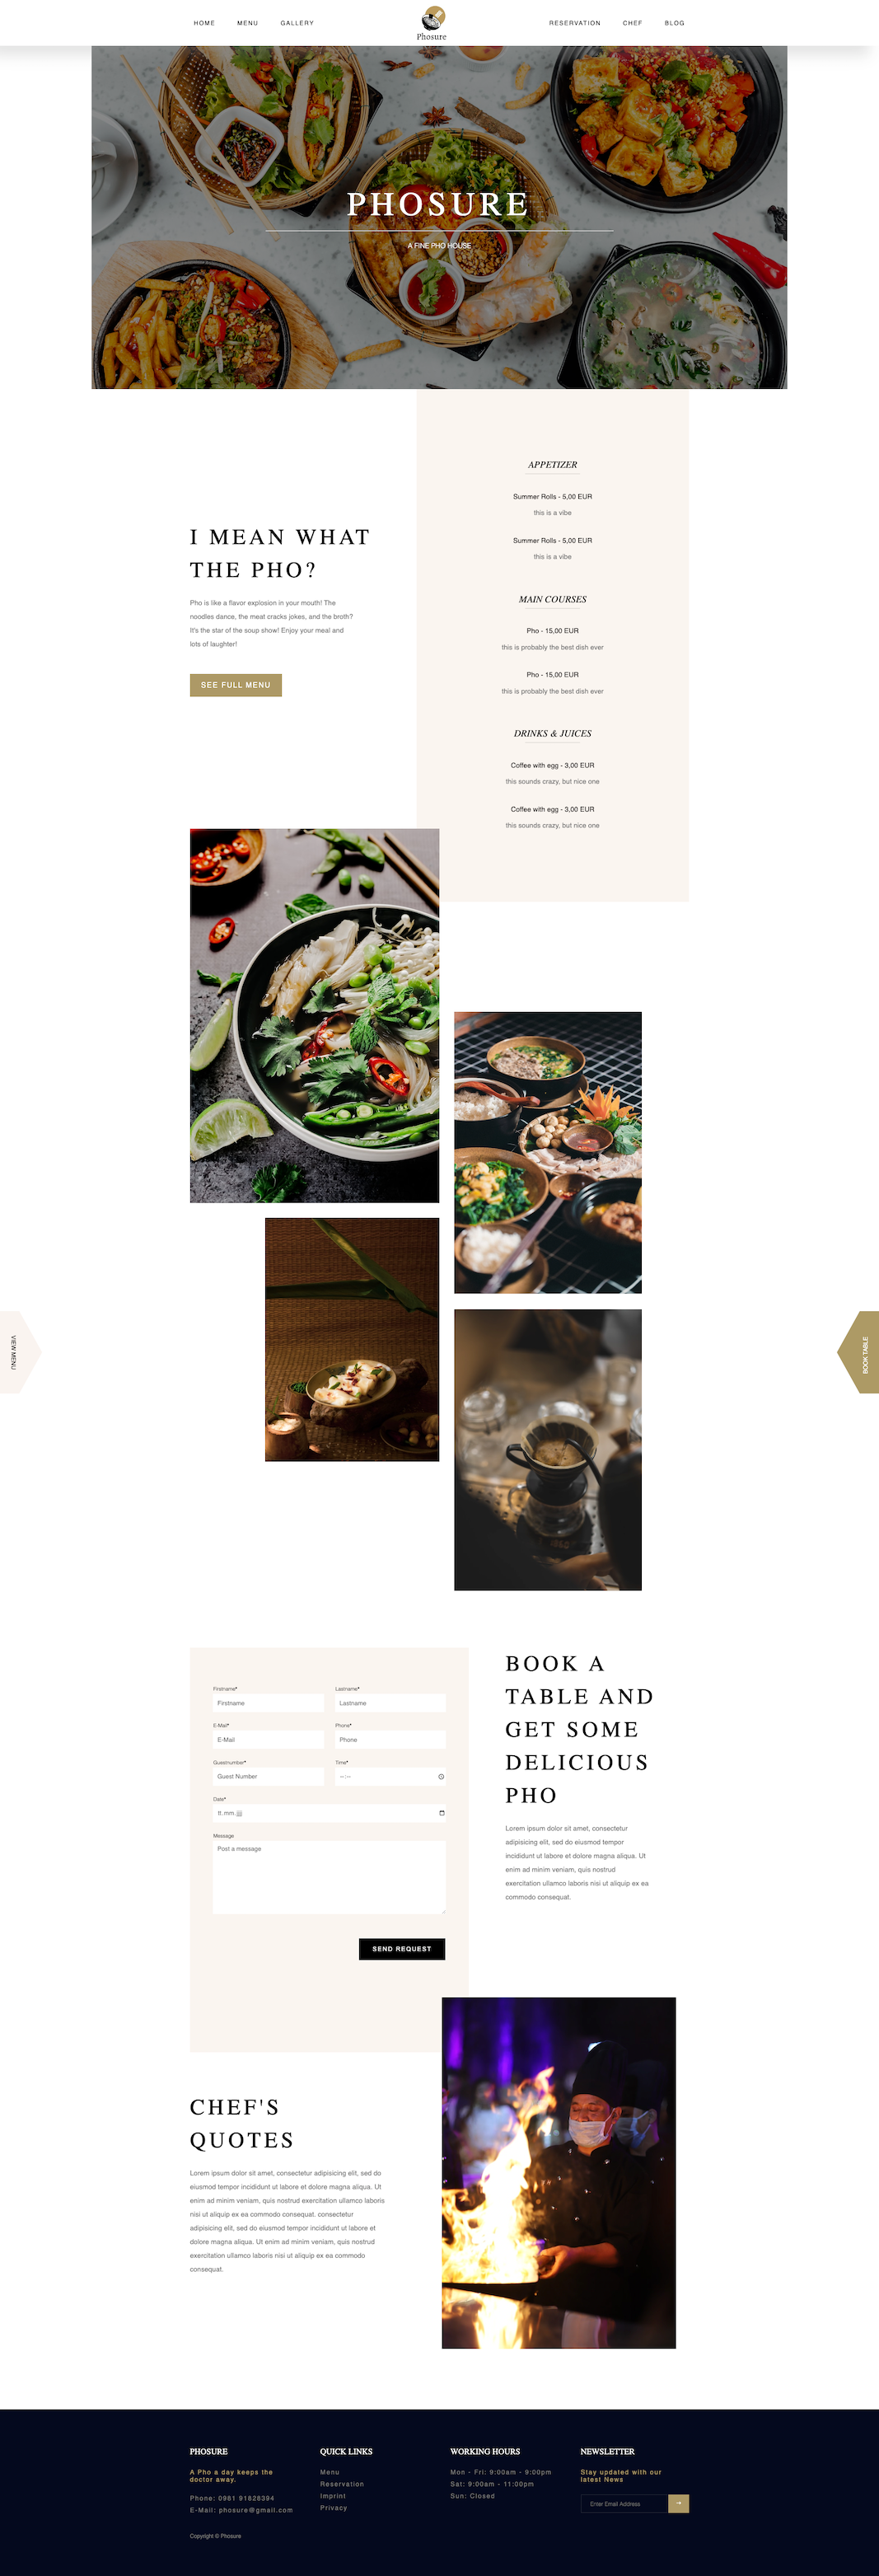 HOME MENU GALLERY
Phosure
RESERVATION CHEF BLOG
PHOSURE
A FINE PHO HOUSE
I MEAN WHAT
THE PHO?
Pho is like a flavor explosion in your mouth! The
noodles dance, the meat cracks jokes, and the broth?
It's the star of the soup show! Enjoy your meal and
lots of laughter!
SEE FULL MENU
APPETIZER
Summer Rolls - 5,00 EUR
this is a vibe
Summer Rolls - 5,00 EUR
this is a vibe
MAIN COURSES
Pho - 15,00 EUR
this is probably the best dish ever
Pho - 15,00 EUR
this is probably the best dish ever
DRINKS & JUICES
Coffee with egg - 3,00 EUR
this sounds crazy, but nice one
Coffee with egg - 3,00 EUR
this sounds crazy, but nice one
VIEW MENU
BOOK TABLE
Firstname* Lastname*
Firstname Lastname
E-Mail* Phone*
E-Mail Phone
Guestnumber* Time*
Guest Number --:--
Date*
tt.mm.jjjj
Message
Post a message
SEND REQUEST
BOOK A
TABLE AND
GET SOME
DELICIOUS
PHO
Lorem ipsum dolor sit amet, consectetur
adipisicing elit, sed do eiusmod tempor
incididunt ut labore et dolore magna aliqua. Ut
enim ad minim veniam, quis nostrud
exercitation ullamco laboris nisi ut aliquip ex ea
commodo consequat.
CHEF'S
QUOTES
Lorem ipsum dolor sit amet, consectetur adipisicing elit, sed do
eiusmod tempor incididunt ut labore et dolore magna aliqua. Ut
enim ad minim veniam, quis nostrud exercitation ullamco laboris
nisi ut aliquip ex ea commodo consequat. consectetur
adipisicing elit, sed do eiusmod tempor incididunt ut labore et
dolore magna aliqua. Ut enim ad minim veniam, quis nostrud
exercitation ullamco laboris nisi ut aliquip ex ea commodo
consequat.
PHOSURE
A Pho a day keeps the
doctor away.
Phone: 0961 91828394
E-Mail: phosure@gmail.com
Copyright © Phosure
QUICK LINKS
Menu
Reservation
Imprint
Privacy
WORKING HOURS
Mon - Fri: 9:00am - 9:00pm
Sat: 9:00am - 11:00pm
Sun: Closed
NEWSLETTER
Stay updated with our
latest News
Enter Email Address →